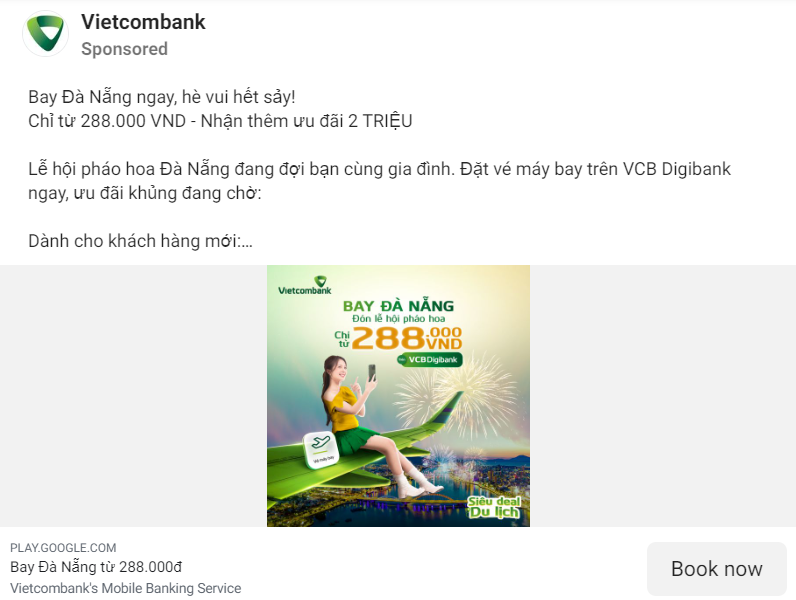 Vietcombank
Sponsored
Bay Đà Nẵng ngay, hè vui hết sảy!
Chỉ từ 288.000 VND - Nhận thêm ưu đãi 2 TRIỆU
Lễ hội pháo hoa Đà Nẵng đang đợi bạn cùng gia đình. Đặt vé máy bay trên VCB Digibank
ngay, ưu đãi khủng đang chờ:
Dành cho khách hàng mới:...
Vietcombank
BAY ĐÀ NẴNG
Đón lễ hội pháo hoa
Chỉ từ 288.000 VND
VCBDigibank
Siêu deal
Du lịch
PLAY.GOOGLE.COM
Bay Đà Nẵng từ 288.000đ
Vietcombank's Mobile Banking Service
Book now